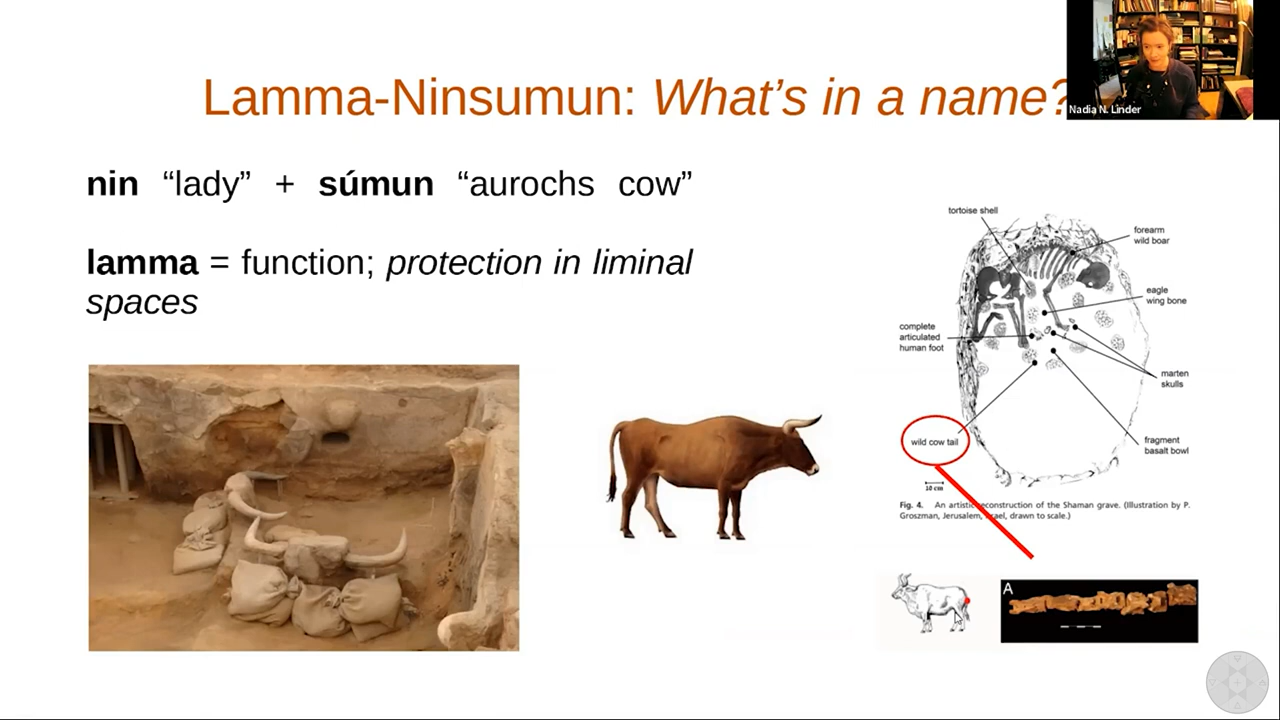 Lamma-Ninsumun: What's in a name?
Nadia N. Linder
nin “lady” + súmun “aurochs cow”
lamma = function; protection in liminal
spaces
tortoise shell
forearm
wild boar
eagle
wing bone
complete
articulated
human foot
marten
skulls
wild cow tail
fragment
basalt bowl
10 cm
Fig. 4. An artistic reconstruction of the Shaman grave. (Illustration by P.
Groszman, Jerusalem, Israel, drawn to scale.)
A